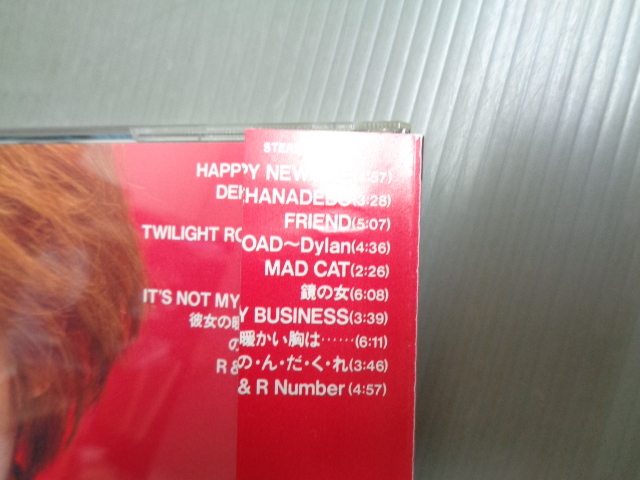 STER
HAPPY NEW :57)
DEKHANADEBU(3:28)
FRIEND(5:07)
TWILIGHT ROAD~Dylan(4:36)
MAD CAT(2:26)
鏡の女(6:08)
IT'S NOT MY BUSINESS(3:39)
彼女の暖かい胸は……(6:11)
の・ん・だ・く・れ(3:46)
R & R Number (4:57)